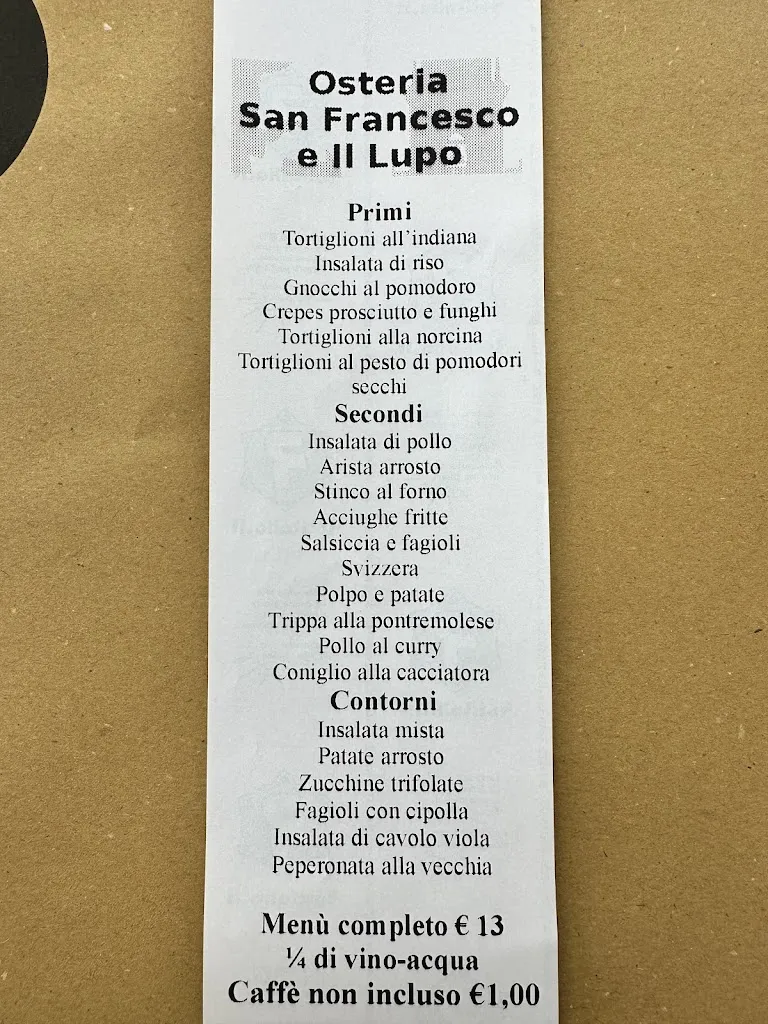 Osteria
San Francesco
e Il Lupo
Primi
Tortiglioni all'indiana
Insalata di riso
Gnocchi al pomodoro
Crepes prosciutto e funghi
Tortiglioni alla norcina
Tortiglioni al pesto di pomodori
secchi
Secondi
Insalata di pollo
Arista arrosto
Stinco al forno
Acciughe fritte
Salsiccia e fagioli
Svizzera
Polpo e patate
Trippa alla pontremolese
Pollo al curry
Coniglio alla cacciatora
Contorni
Insalata mista
Patate arrosto
Zucchine trifolate
Fagioli con cipolla
Insalata di cavolo viola
Peperonata alla vecchia
Menù completo € 13
¼ di vino-acqua
Caffè non incluso €1,00